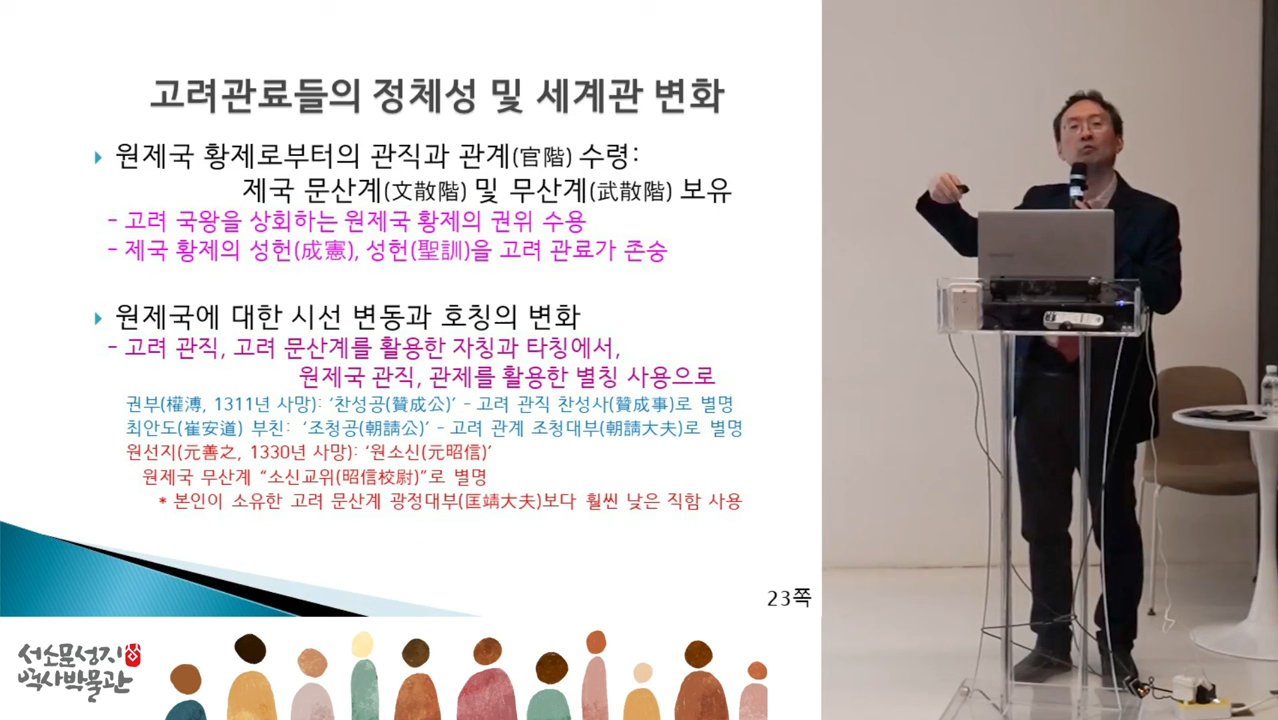 고려관료들의 정체성 및 세계관 변화
원제국 황제로부터의 관직과 관계(官階) 수령:
제국 문산계(文散階) 및 무산계(武散階) 보유
- 고려 국왕을 상회하는 원제국 황제의 권위 수용
- 제국 황제의 성헌(成憲), 성헌(聖訓)을 고려 관료가 존숭
원제국에 대한 시선 변동과 호칭의 변화
- 고려 관직, 고려 문산계를 활용한 자칭과 타칭에서,
원제국 관직, 관제를 활용한 별칭 사용으로
권부(權溥, 1311년 사망): ‘찬성공(贊成公)’ - 고려 관직 찬성사(贊成事)로 별명
최안도(崔安道) 부친: ‘조청공(朝請公)’ - 고려 관계 조청대부(朝請大夫)로 별명
원선지(元善之, 1330년 사망): ‘원소신(元昭信)’
원제국 무산계 “소신교위(昭信校尉)”로 별명
* 본인이 소유한 고려 문산계 광정대부(匡靖大夫)보다 훨씬 낮은 직함 사용
23쪽
서소문성지
역사박물관